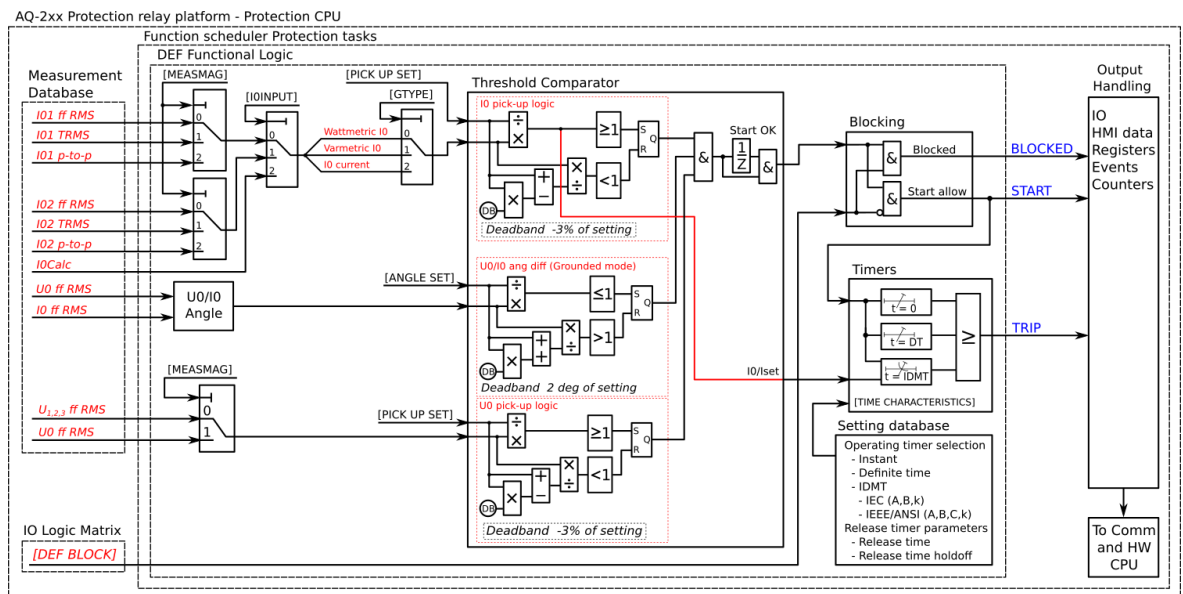 AQ-2xx Protection relay platform - Protection CPU
Function scheduler Protection tasks
DEF Functional Logic
Measurement
Database
I01 ff RMS
I01 TRMS
I01 p-to-p
I02 ff RMS
I02 TRMS
I02 p-to-p
I0Calc
U0 ff RMS
I0 ff RMS
U1,2,3 ff RMS
U0 ff RMS
IO Logic Matrix
[DEF BLOCK]
[MEASMAG]
0
1
2
0
1
2
[I0INPUT]
0
1
2
Wattmetric I0
Varmetric I0
I0 current
[PICK UP SET]
[GTYPE]
0
1
2
U0/I0
Angle
[ANGLE SET]
[MEASMAG]
0
1
[PICK UP SET]
Threshold Comparator
I0 pick-up logic
÷
×
≥1
S
R
Q
×
÷
<1
+
−
×
DB
Deadband -3% of setting
U0/I0 ang diff (Grounded mode)
÷
×
≤1
S
R
Q
×
÷
>1
+
+
×
DB
Deadband 2 deg of setting
U0 pick-up logic
÷
×
≥1
S
R
Q
×
÷
<1
+
−
×
DB
Deadband -3% of setting
&
Start OK
1
Z
&
I0/Iset
Blocking
&
Blocked
&
Start allow
BLOCKED
START
Timers
t = 0
t = DT
t = IDMT
≥
TRIP
[TIME CHARACTERISTICS]
Setting database
Operating timer selection
- Instant
- Definite time
- IDMT
- IEC (A,B,k)
- IEEE/ANSI (A,B,C,k)
Release timer parameters
- Release time
- Release time holdoff
Output
Handling
IO
HMI data
Registers
Events
Counters
To Comm
and HW
CPU